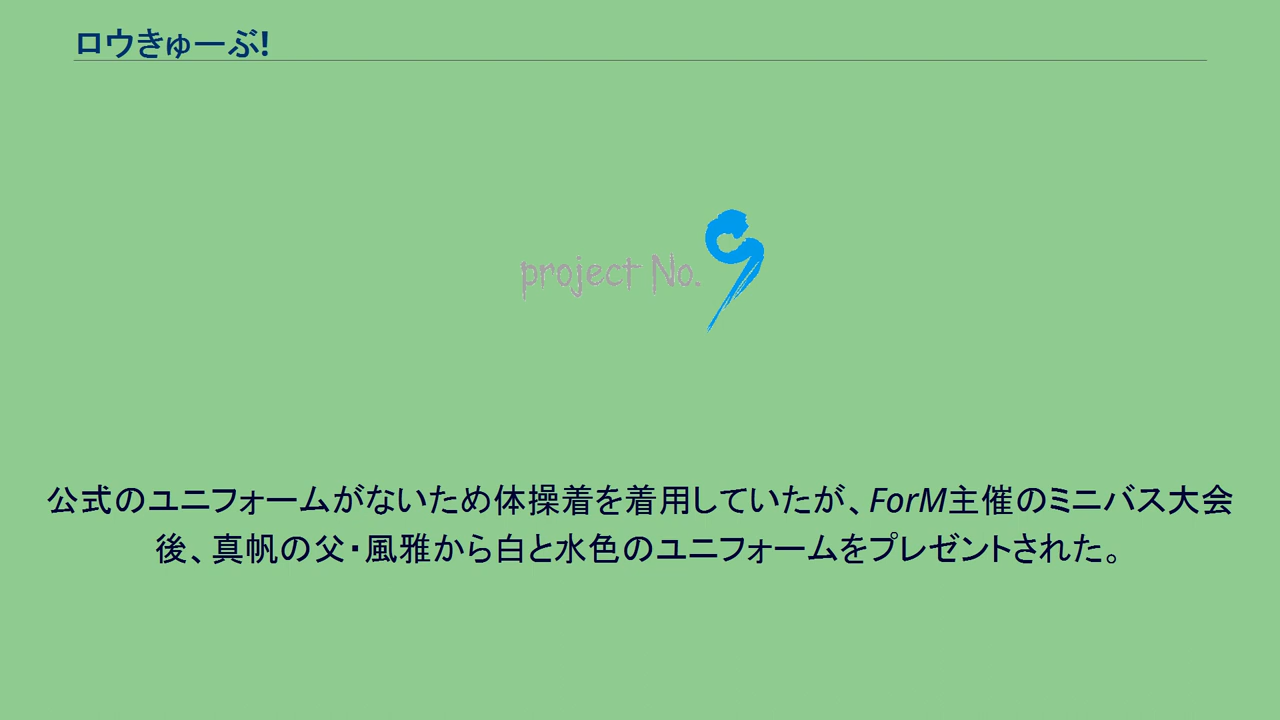 ロウきゅーぶ!
project No.9
公式のユニフォームがないため体操着を着用していたが、ForM主催のミニバス大会
後、真帆の父・風雅から白と水色のユニフォームをプレゼントされた。